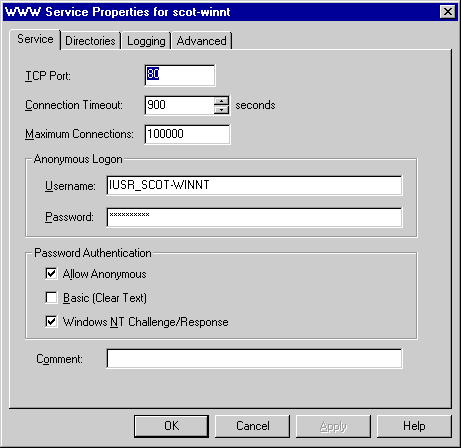 WWW Service Properties for scot-winnt
Service Directories Logging Advanced
TCP Port: 80
Connection Timeout: 900 seconds
Maximum Connections: 100000
Anonymous Logon
Username: IUSR_SCOT-WINNT
Password: **********
Password Authentication
Allow Anonymous
Basic (Clear Text)
Windows NT Challenge/Response
Comment:
OK Cancel Apply Help